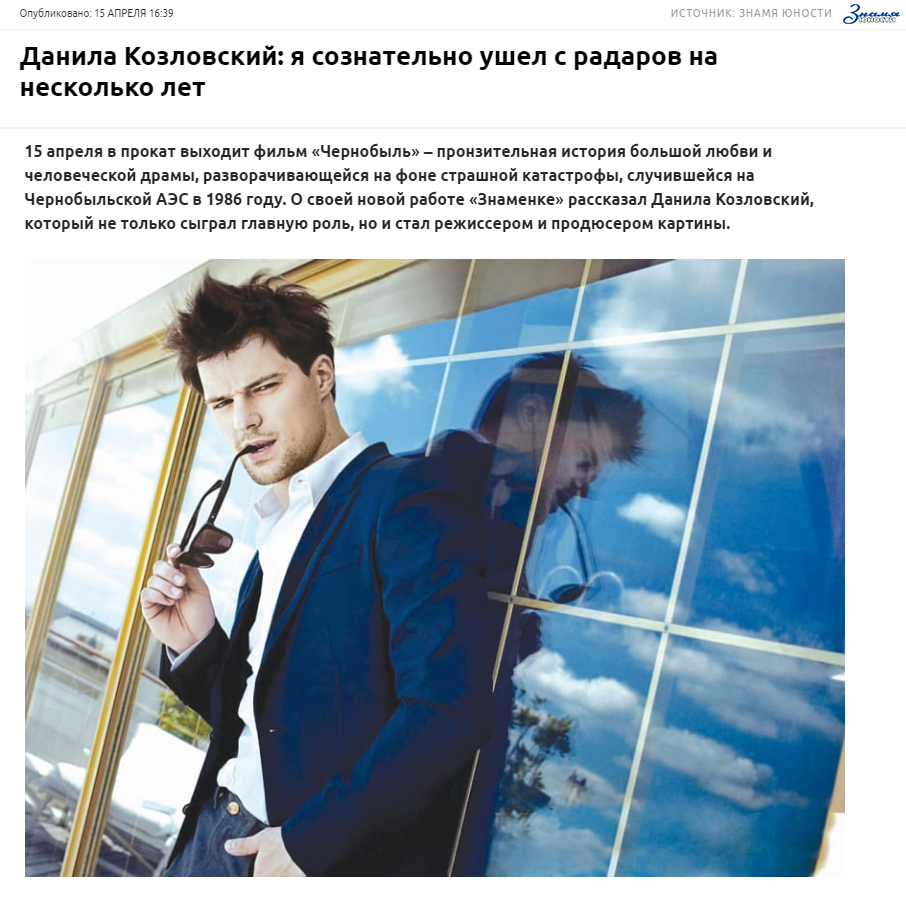 Опубликовано: 15 АПРЕЛЯ 16:39
ИСТОЧНИК: ЗНАМЯ ЮНОСТИ
Знамя
ЮНОСТИ
Данила Козловский: я сознательно ушел с радаров на
несколько лет
15 апреля в прокат выходит фильм «Чернобыль» – пронзительная история большой любви и
человеческой драмы, разворачивающейся на фоне страшной катастрофы, случившейся на
Чернобыльской АЭС в 1986 году. О своей новой работе «Знаменке» рассказал Данила Козловский,
который не только сыграл главную роль, но и стал режиссером и продюсером картины.